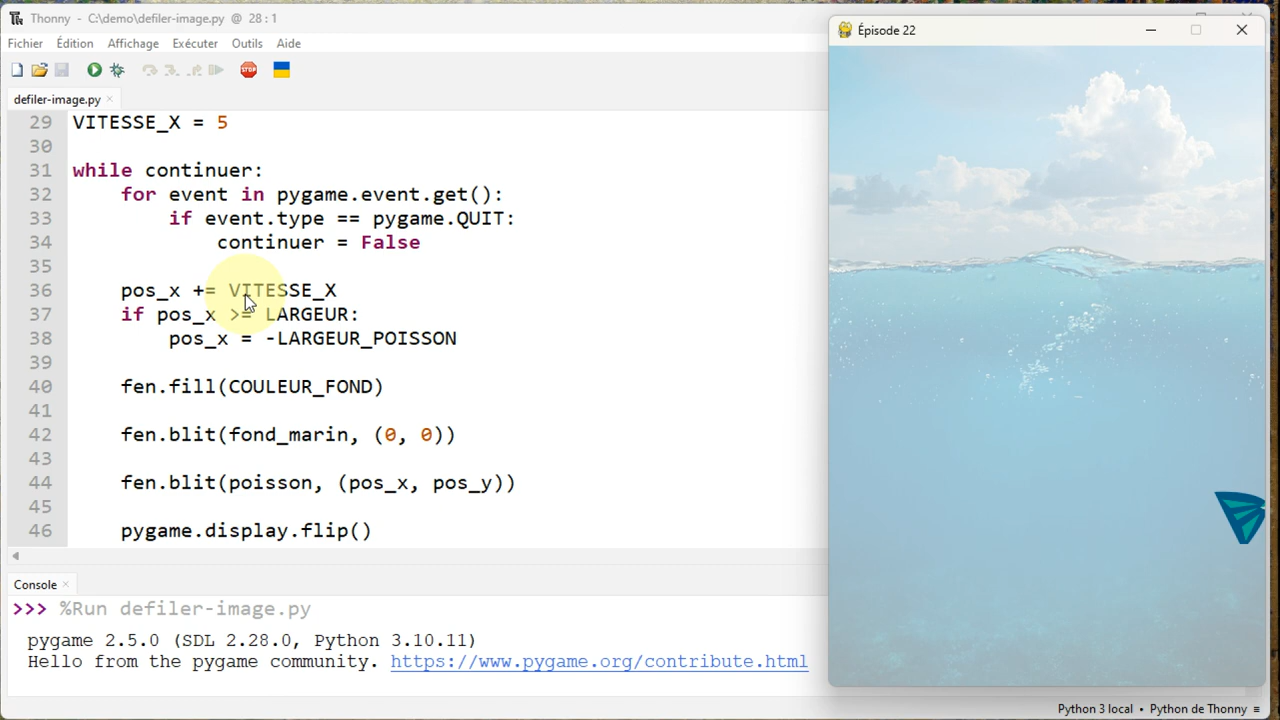 Thonny - C:\demo\defiler-image.py @ 28 : 1
Fichier Édition Affichage Exécuter Outils Aide
STOP
defiler-image.py ×
29 VITESSE_X = 5
30
31 while continuer:
32 for event in pygame.event.get():
33 if event.type == pygame.QUIT:
34 continuer = False
35
36 pos_x += VITESSE_X
37 if pos_x >= LARGEUR:
38 pos_x = -LARGEUR_POISSON
39
40 fen.fill(COULEUR_FOND)
41
42 fen.blit(fond_marin, (0, 0))
43
44 fen.blit(poisson, (pos_x, pos_y))
45
46 pygame.display.flip()
Console ×
>>> %Run defiler-image.py
pygame 2.5.0 (SDL 2.28.0, Python 3.10.11)
Hello from the pygame community. https://www.pygame.org/contribute.html
Épisode 22
Python 3 local • Python de Thonny ≡